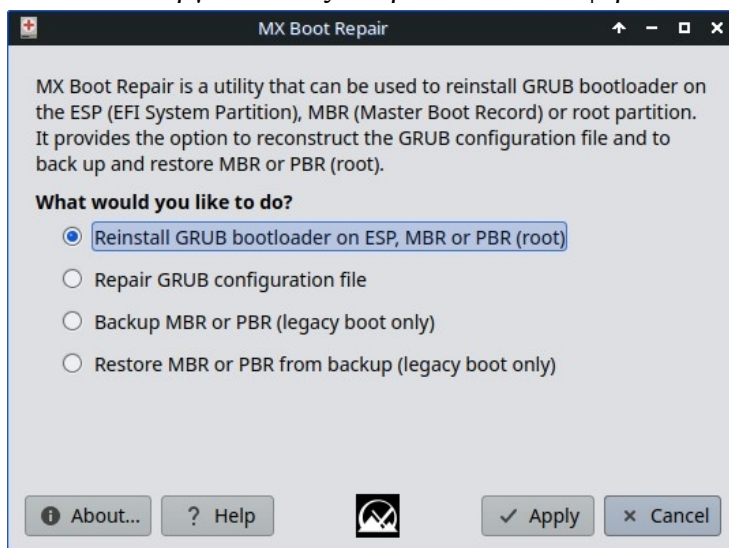 MX Boot Repair
MX Boot Repair is a utility that can be used to reinstall GRUB bootloader on
the ESP (EFI System Partition), MBR (Master Boot Record) or root partition.
It provides the option to reconstruct the GRUB configuration file and to
back up and restore MBR or PBR (root).
What would you like to do?
Reinstall GRUB bootloader on ESP, MBR or PBR (root)
Repair GRUB configuration file
Backup MBR or PBR (legacy boot only)
Restore MBR or PBR from backup (legacy boot only)
About... ? Help Apply Cancel